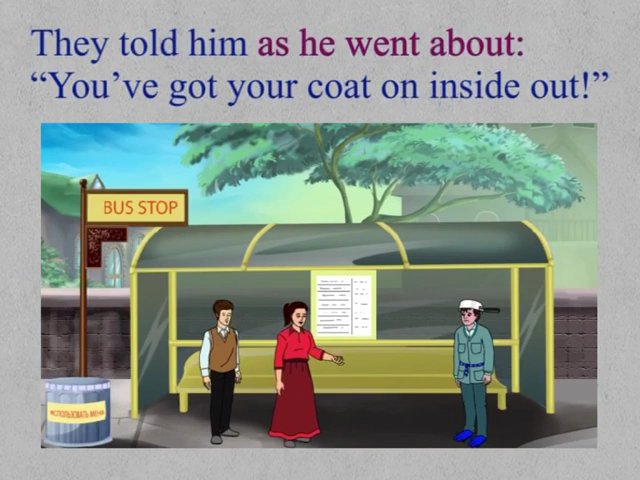 They told him as he went about:
“You’ve got your coat on inside out!”
BUS STOP
ИСПОЛЬЗОВАТЬ МЕНЯ